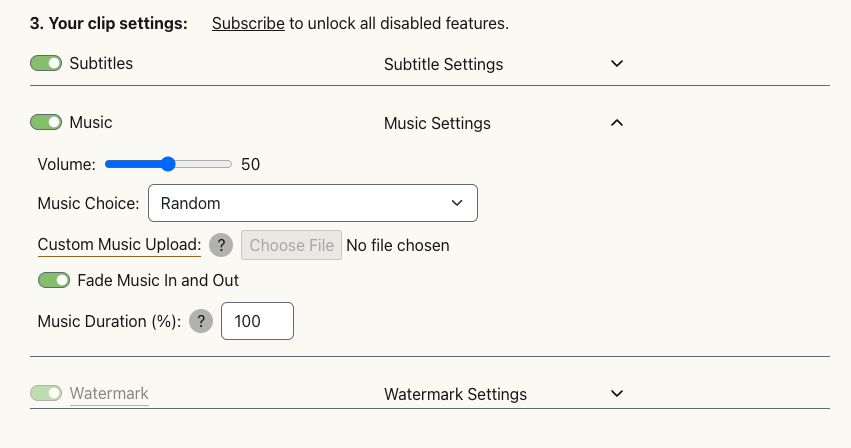 3. Your clip settings: Subscribe to unlock all disabled features.
Subtitles Subtitle Settings
Music Music Settings
Volume: 50
Music Choice: Random
Custom Music Upload: ? Choose File No file chosen
Fade Music In and Out
Music Duration (%): ? 100
Watermark Watermark Settings